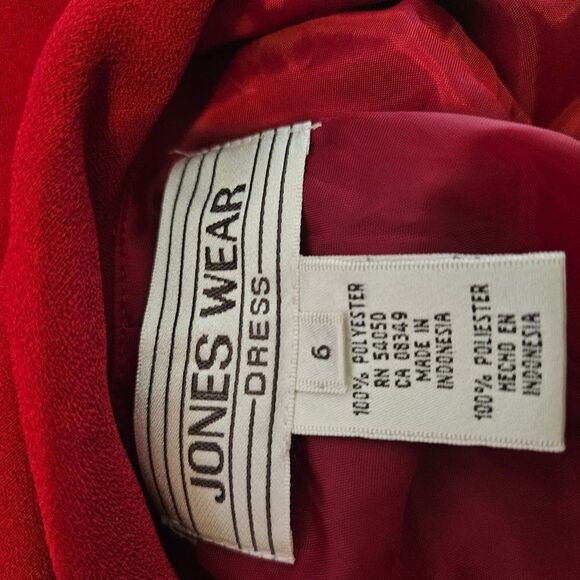 JONES WEAR
DRESS
6
100% POLYESTER
RN 54050
CA 08349
MADE IN
INDONESIA
100% POLIESTER
HECHO EN
INDONESIA